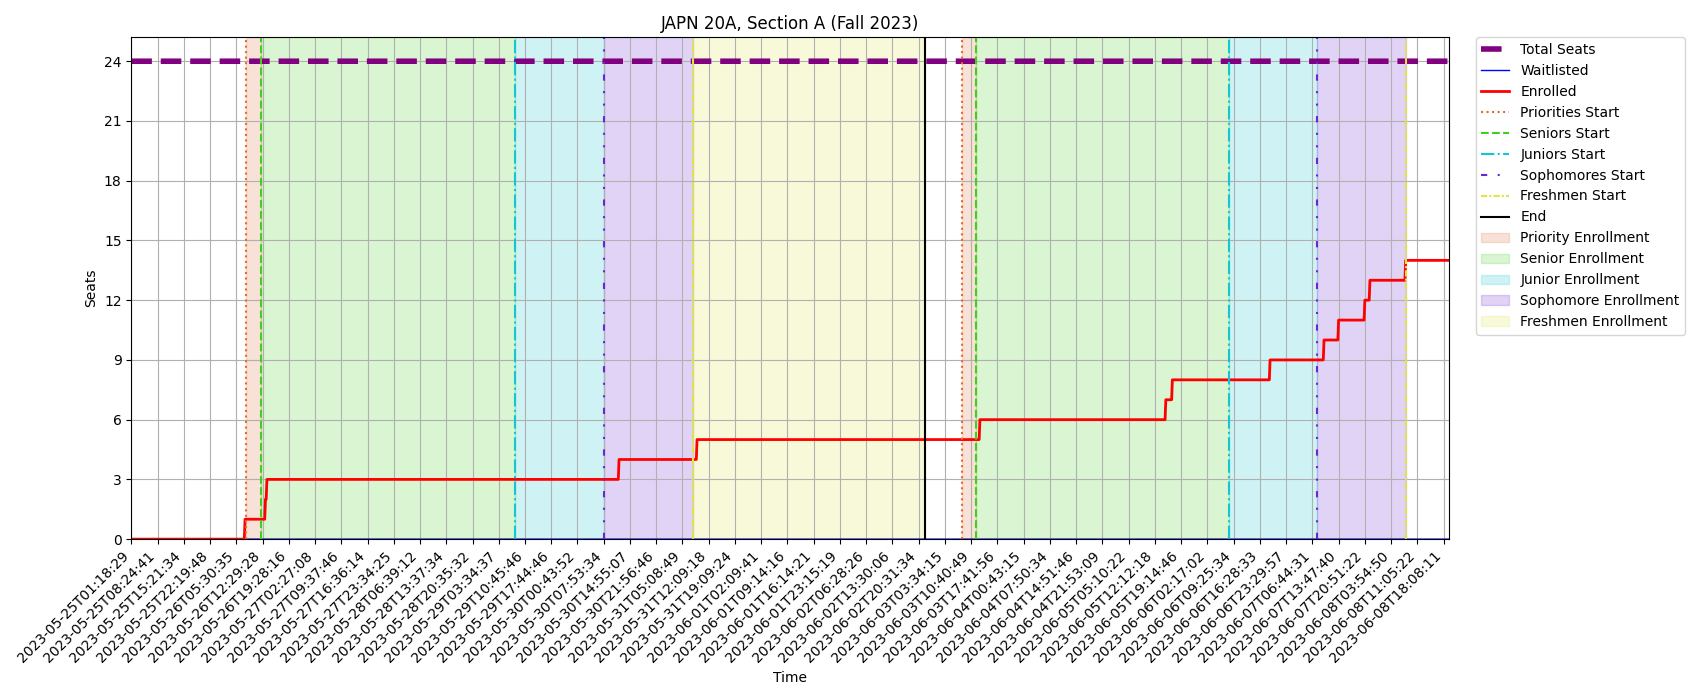 JAPN 20A, Section A (Fall 2023)
Seats
24
21
18
15
12
9
6
3
0
2023-05-25T01:18:29
2023-05-25T08:24:41
2023-05-25T15:21:34
2023-05-25T22:19:48
2023-05-26T05:30:35
2023-05-26T12:29:28
2023-05-26T19:28:16
2023-05-27T02:27:08
2023-05-27T09:37:46
2023-05-27T16:36:14
2023-05-27T23:34:25
2023-05-28T06:39:12
2023-05-28T13:37:34
2023-05-28T20:35:32
2023-05-29T03:34:37
2023-05-29T10:45:46
2023-05-29T17:44:46
2023-05-30T00:43:52
2023-05-30T07:53:34
2023-05-30T14:55:07
2023-05-30T21:56:46
2023-05-31T05:08:49
2023-05-31T12:09:18
2023-05-31T19:09:24
2023-06-01T02:09:41
2023-06-01T09:14:16
2023-06-01T16:14:21
2023-06-01T23:15:19
2023-06-02T06:28:26
2023-06-02T13:30:06
2023-06-02T20:31:34
2023-06-03T03:34:15
2023-06-03T10:40:49
2023-06-03T17:41:56
2023-06-04T00:43:15
2023-06-04T07:50:34
2023-06-04T14:51:46
2023-06-04T21:53:09
2023-06-05T05:10:22
2023-06-05T12:12:18
2023-06-05T19:14:46
2023-06-06T02:17:02
2023-06-06T09:25:34
2023-06-06T16:28:33
2023-06-06T23:29:57
2023-06-07T06:44:31
2023-06-07T13:47:40
2023-06-07T20:51:22
2023-06-08T03:54:50
2023-06-08T11:05:22
2023-06-08T18:08:11
Time
Total Seats
Waitlisted
Enrolled
Priorities Start
Seniors Start
Juniors Start
Sophomores Start
Freshmen Start
End
Priority Enrollment
Senior Enrollment
Junior Enrollment
Sophomore Enrollment
Freshmen Enrollment